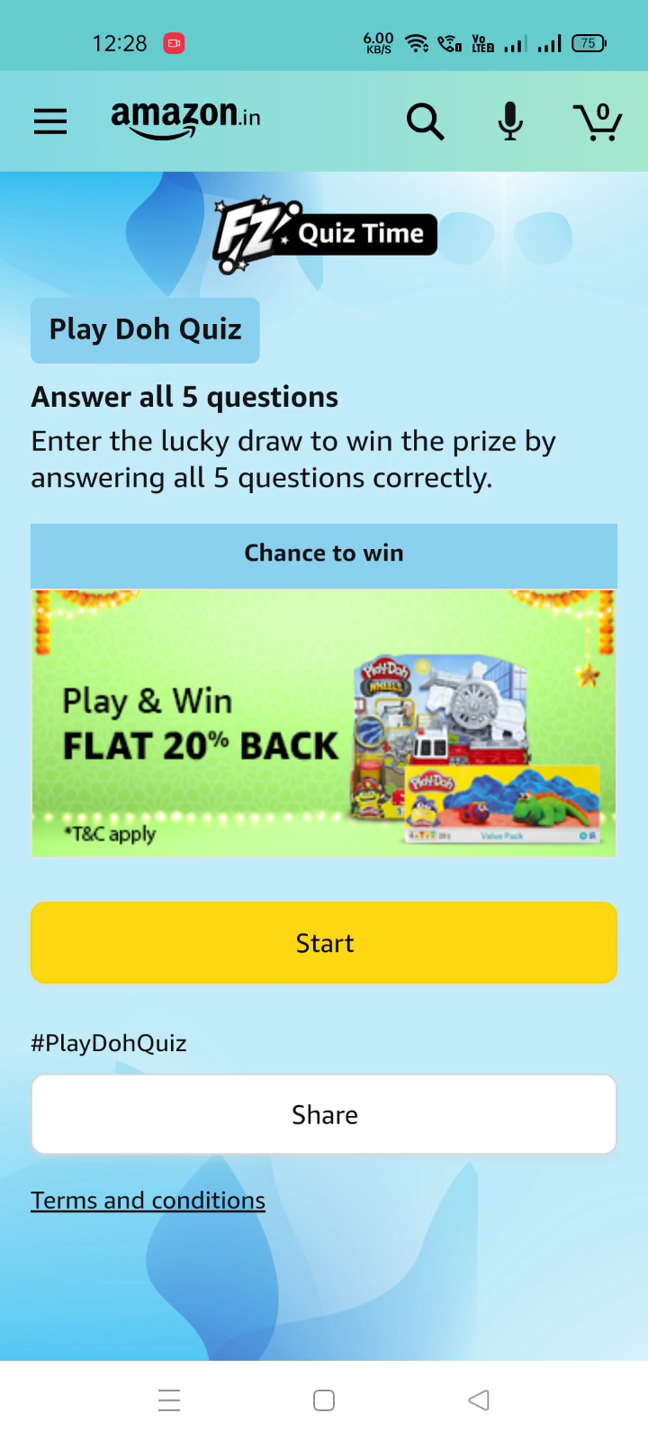 12:28
6.00 KB/S
Vo LTE2
75
amazon.in
0
FZ Quiz Time
Play Doh Quiz
Answer all 5 questions
Enter the lucky draw to win the prize by
answering all 5 questions correctly.
Chance to win
Play & Win
FLAT 20% BACK
*T&C apply
Play-Doh
WHEELS
Play-Doh
Value Pack
Start
#PlayDohQuiz
Share
Terms and conditions